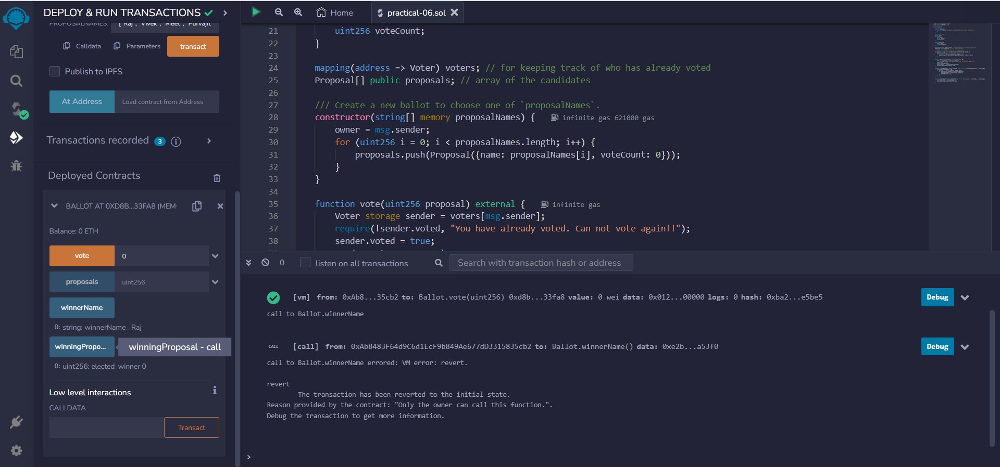 DEPLOY & RUN TRANSACTIONS
PROPOSALNAMES: ["Raj", "Vivek", "Meet", "Purvajit"
Calldata Parameters transact
Publish to IPFS
At Address Load contract from Address
Transactions recorded 3
Deployed Contracts
BALLOT AT 0XD8B...33FA8 (MEM
Balance: 0 ETH
vote 0
proposals uint256
winnerName
0: string: winnerName_ Raj
winningPropo... winningProposal - call
0: uint256: elected_winner 0
Low level interactions
CALLDATA
Transact
Home practical-06.sol
21 uint256 voteCount;
22 }
23
24 mapping(address => Voter) voters; // for keeping track of who has already voted
25 Proposal[] public proposals; // array of the candidates
26
27 /// Create a new ballot to choose one of `proposalNames`.
28 constructor(string[] memory proposalNames) { infinite gas 621000 gas
29 owner = msg.sender;
30 for (uint256 i = 0; i < proposalNames.length; i++) {
31 proposals.push(Proposal({name: proposalNames[i], voteCount: 0}));
32 }
33 }
34
35 function vote(uint256 proposal) external { infinite gas
36 Voter storage sender = voters[msg.sender];
37 require(!sender.voted, "You have already voted. Can not vote again!!");
38 sender.voted = true;
0 listen on all transactions Search with transaction hash or address
[vm] from: 0xAb8...35cb2 to: Ballot.vote(uint256) 0xd8b...33fa8 value: 0 wei data: 0x012...00000 logs: 0 hash: 0xba2...e5be5 Debug
call to Ballot.winnerName
CALL [call] from: 0xAb8483F64d9C6d1EcF9b849Ae677dD3315835cb2 to: Ballot.winnerName() data: 0xe2b...a53f0 Debug
call to Ballot.winnerName errored: VM error: revert.
revert
The transaction has been reverted to the initial state.
Reason provided by the contract: "Only the owner can call this function.".
Debug the transaction to get more information.
>